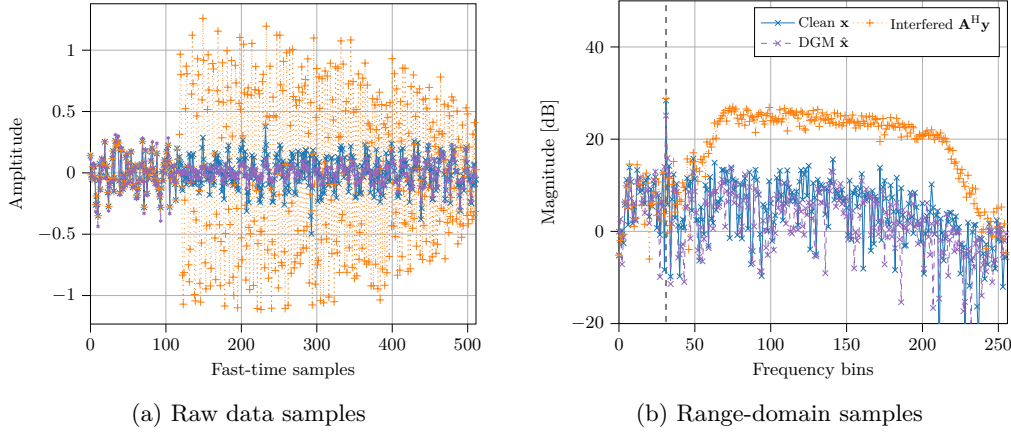 1
0.5
0
−0.5
−1
Ampltitude
0 100 200 300 400 500
Fast-time samples
(a) Raw data samples
Clean x Interfered Aᴴy
DGM x̂
40
20
0
−20
Magnitude [dB]
0 50 100 150 200 250
Frequency bins
(b) Range-domain samples